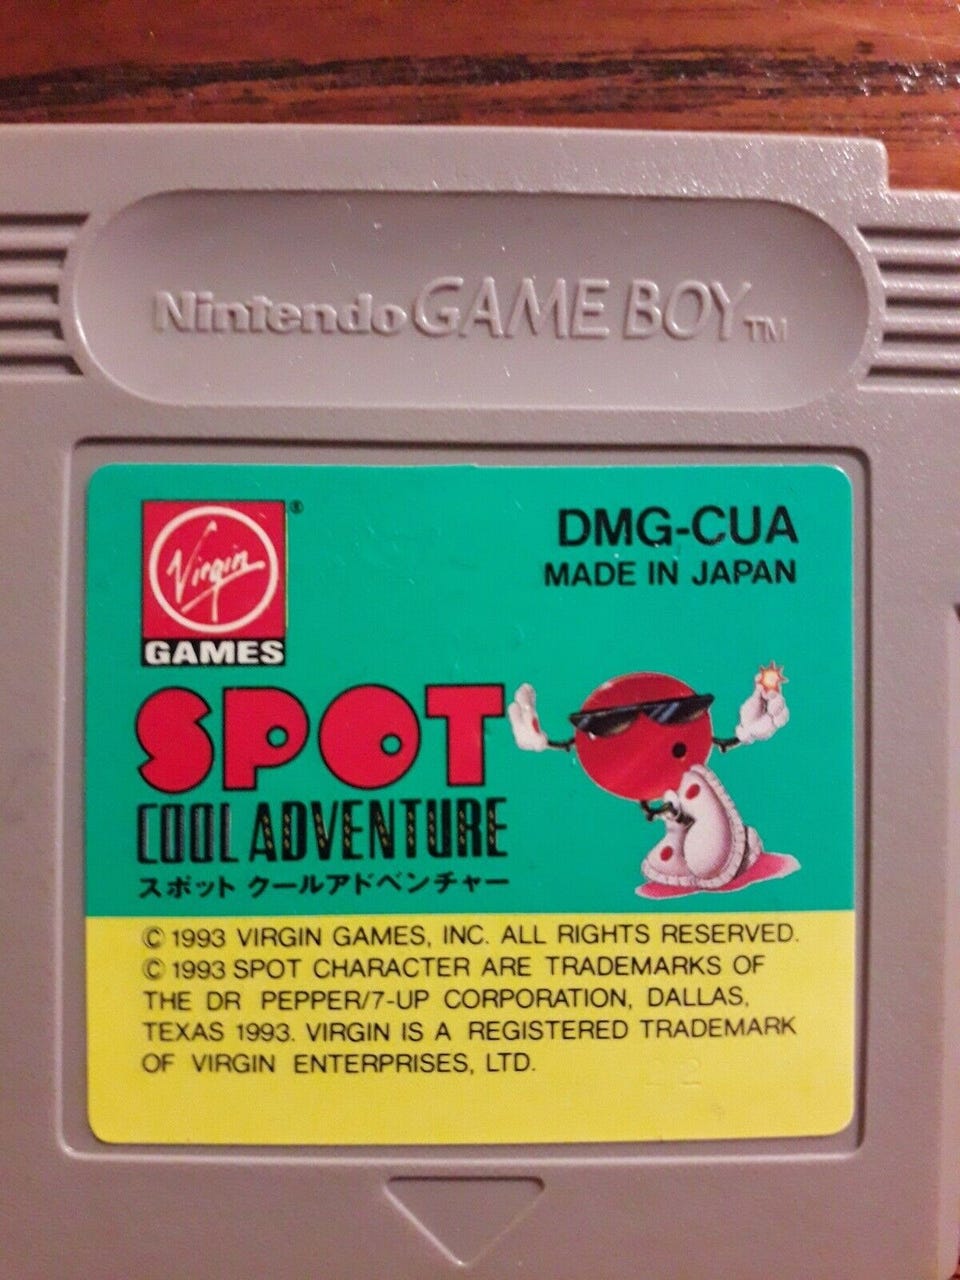 Nintendo GAME BOY TM
Virgin ®
GAMES
DMG-CUA
MADE IN JAPAN
SPOT
COOL ADVENTURE
スポット クールアドベンチャー
© 1993 VIRGIN GAMES, INC. ALL RIGHTS RESERVED.
© 1993 SPOT CHARACTER ARE TRADEMARKS OF
THE DR PEPPER/7-UP CORPORATION, DALLAS,
TEXAS 1993. VIRGIN IS A REGISTERED TRADEMARK
OF VIRGIN ENTERPRISES, LTD.